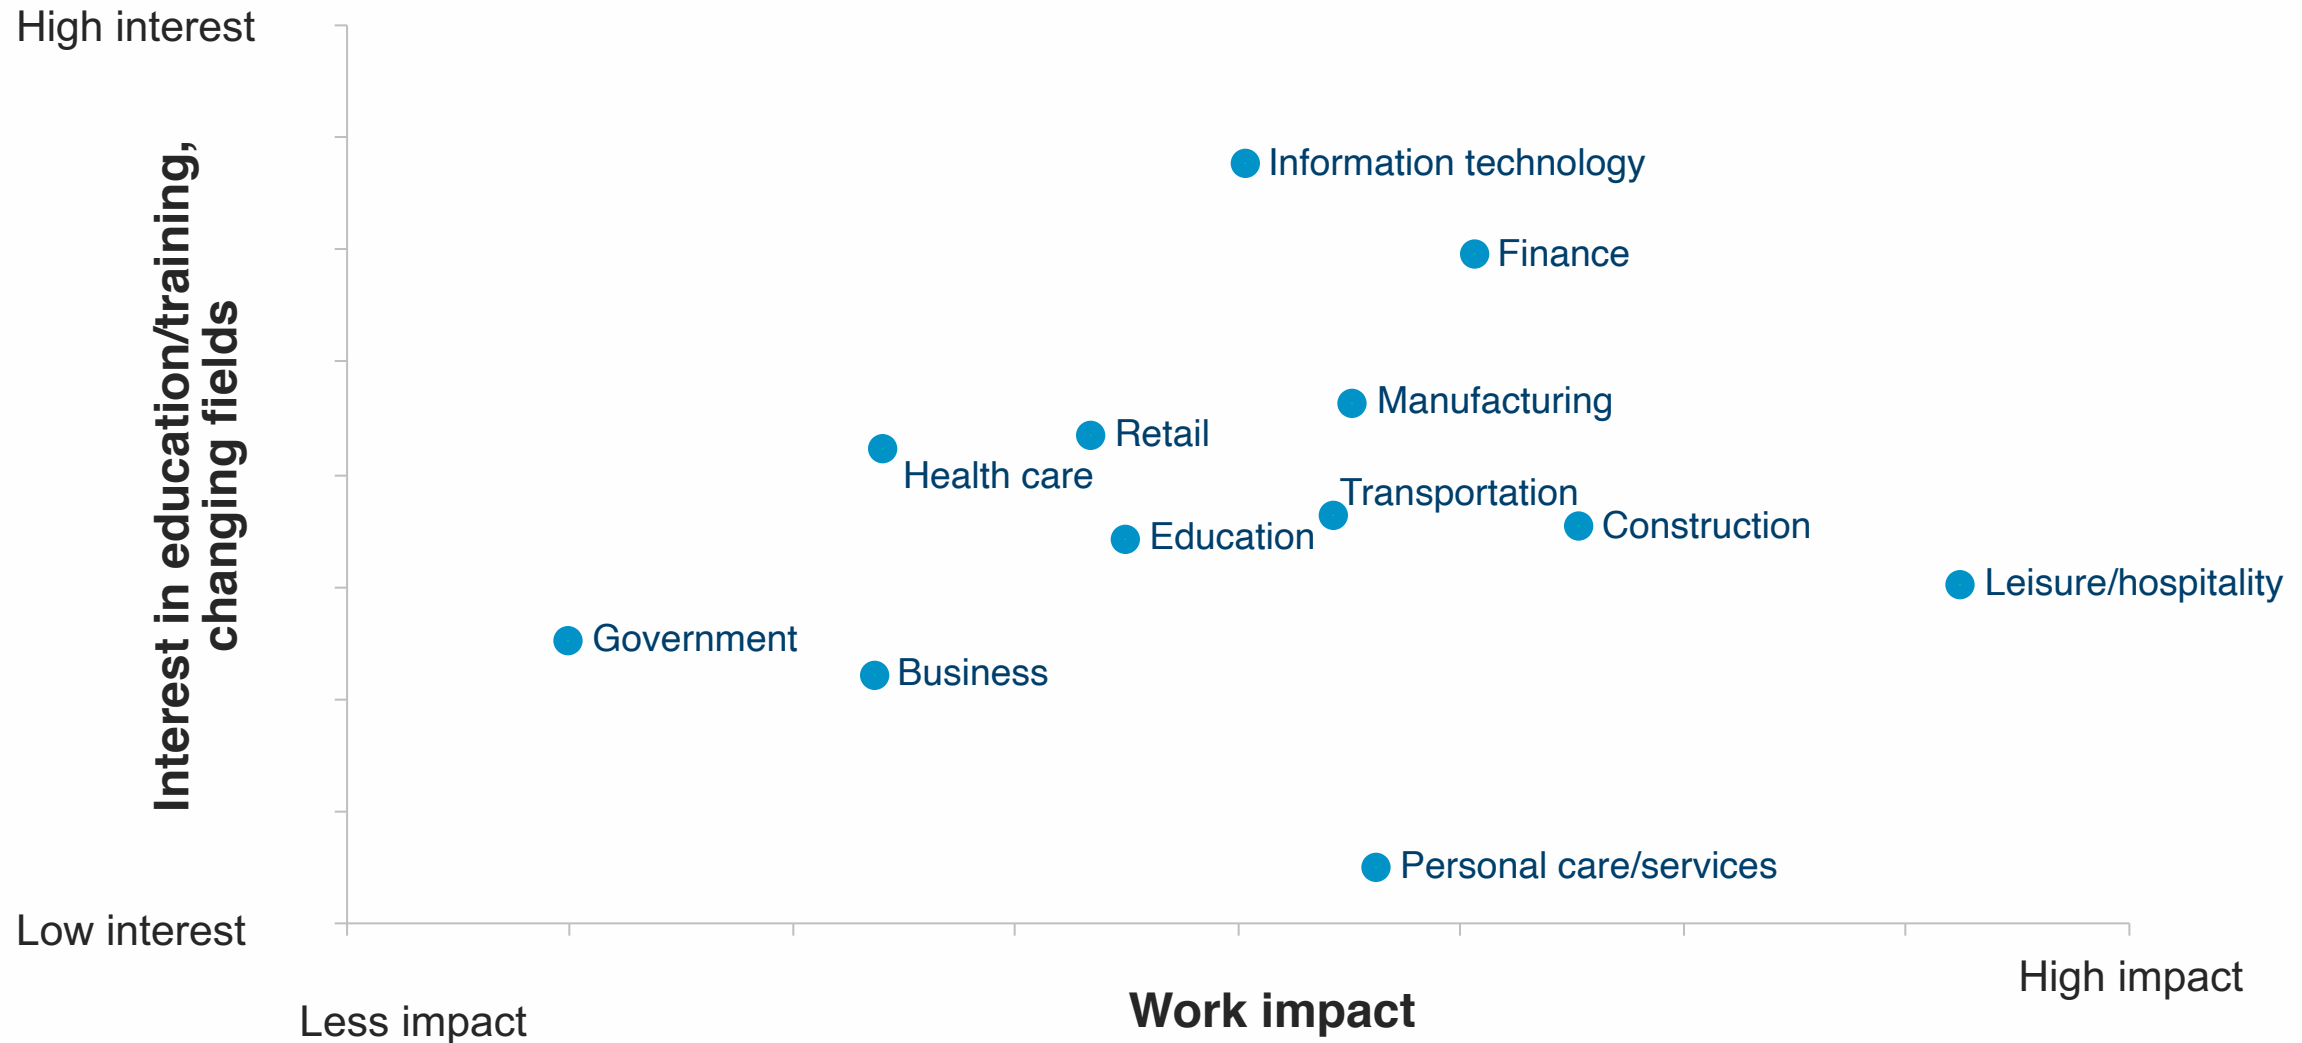 High interest
Interest in education/training,
changing fields
Information technology
Finance
Manufacturing
Retail
Health care
Transportation
Construction
Education
Leisure/hospitality
Government
Business
Personal care/services
Low interest
High impact
Work impact
Less impact